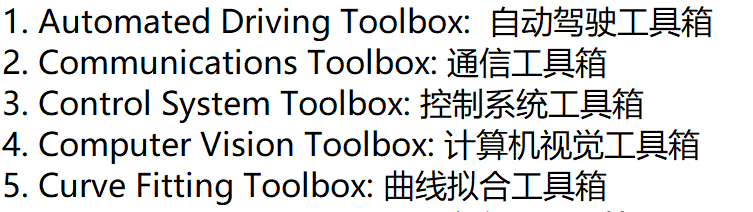 1. Automated Driving Toolbox:  自动驾驶工具箱
2. Communications Toolbox: 通信工具箱
3. Control System Toolbox: 控制系统工具箱
4. Computer Vision Toolbox: 计算机视觉工具箱
5. Curve Fitting Toolbox: 曲线拟合工具箱